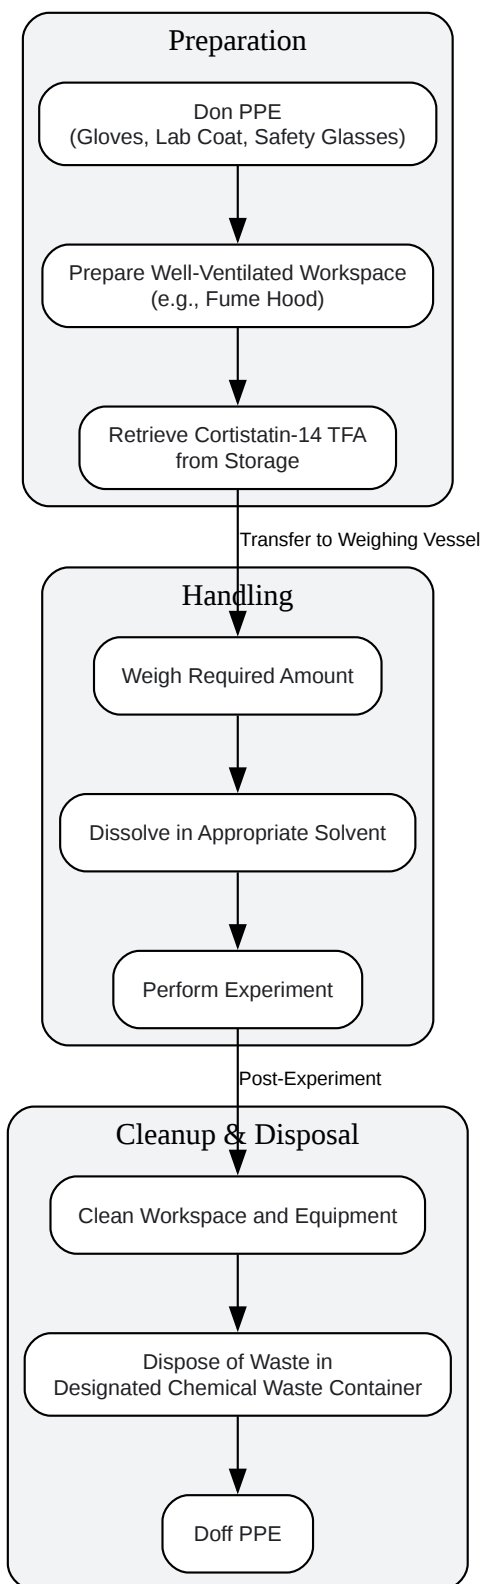 Preparation
Don PPE
(Gloves, Lab Coat, Safety Glasses)
Prepare Well-Ventilated Workspace
(e.g., Fume Hood)
Retrieve Cortistatin-14 TFA
from Storage
Transfer to Weighing Vessel
Handling
Weigh Required Amount
Dissolve in Appropriate Solvent
Perform Experiment
Post-Experiment
Cleanup & Disposal
Clean Workspace and Equipment
Dispose of Waste in
Designated Chemical Waste Container
Doff PPE